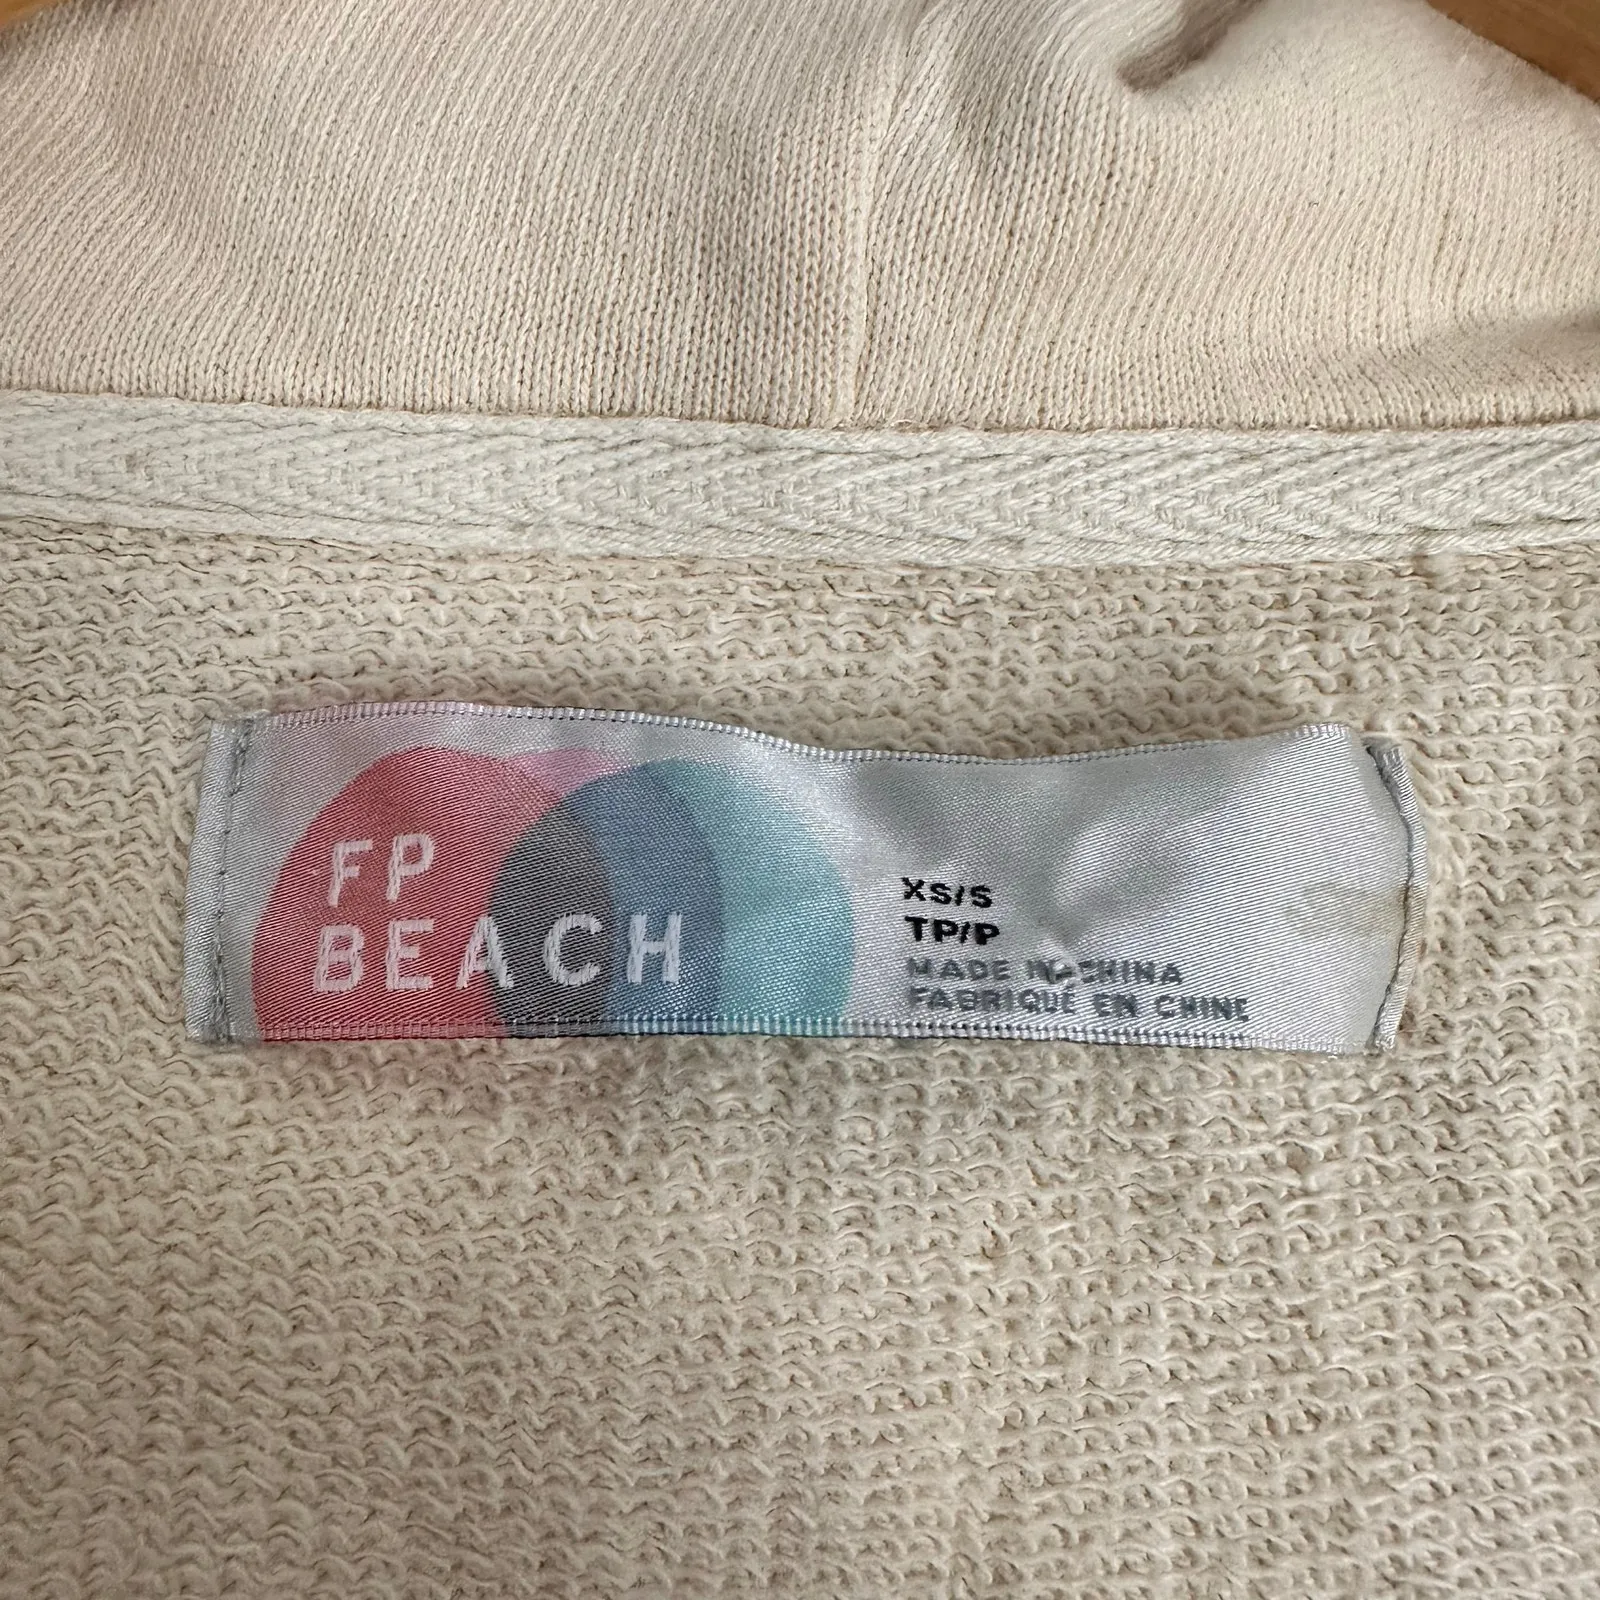 FP
BEACH
XS/S
TP/P
MADE IN CHINA
FABRIQUÉ EN CHINE